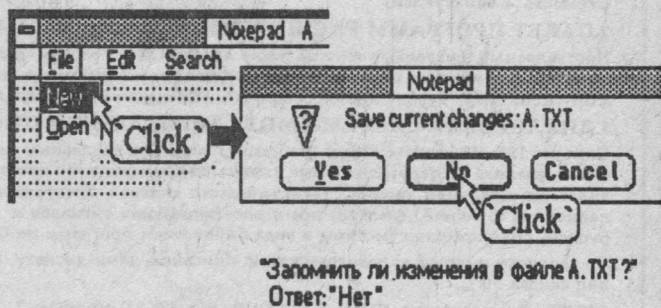 Notepad A
File Edit Search
New
Open
Click
Notepad
? Save current changes: A. TXT
Yes No Cancel
Click
"Запомнить ли изменения в файле A. TXT?"
Ответ: "Нет"